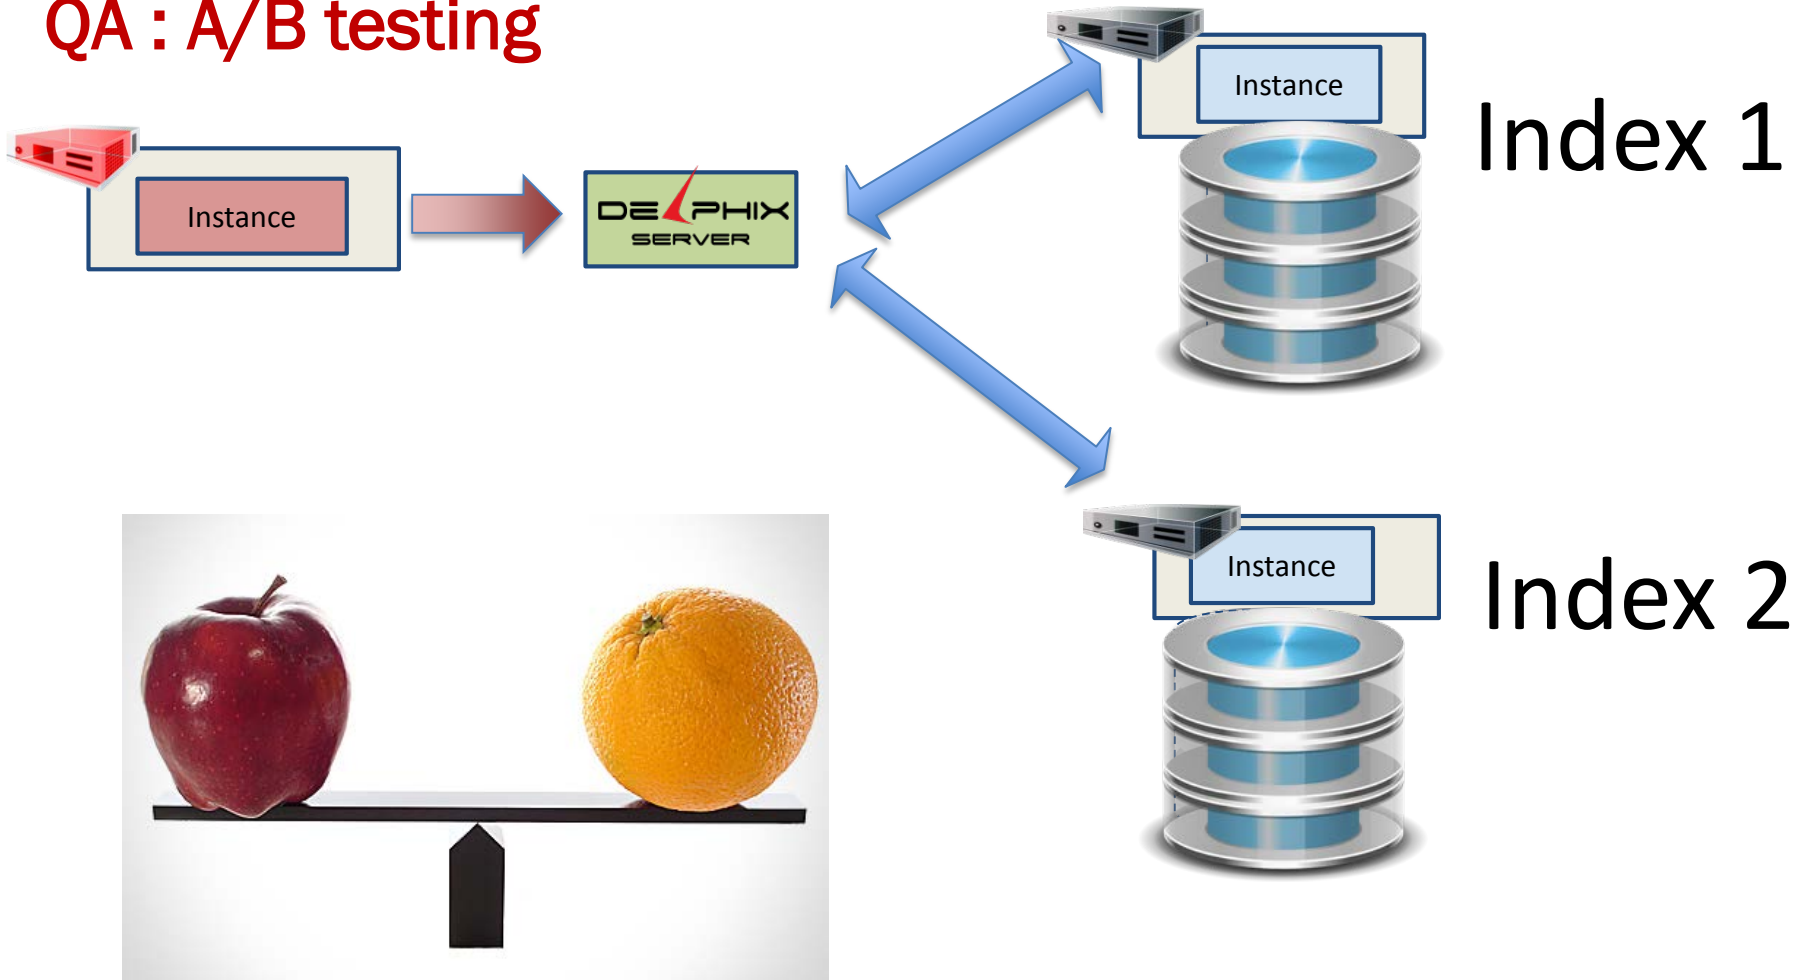 QA : A/B testing
Instance
Index 1
Instance
DELPHIX
SERVER
Instance
Index 2